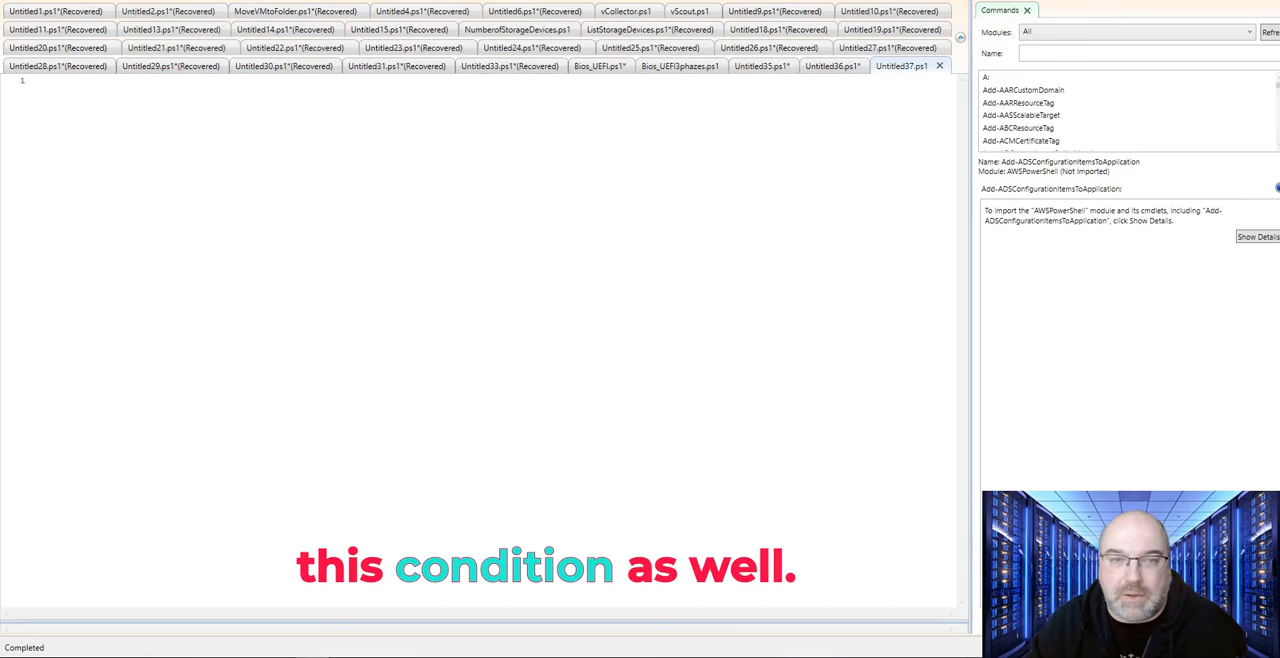 Untitled1.ps1*(Recovered) Untitled2.ps1*(Recovered) MoveVMtoFolder.ps1*(Recovered) Untitled4.ps1*(Recovered) Untitled6.ps1*(Recovered) vCollector.ps1 vScout.ps1 Untitled9.ps1*(Recovered) Untitled10.ps1*(Recovered)
Untitled11.ps1*(Recovered) Untitled13.ps1*(Recovered) Untitled14.ps1*(Recovered) Untitled15.ps1*(Recovered) NumberofStorageDevices.ps1 ListStorageDevices.ps1*(Recovered) Untitled18.ps1*(Recovered) Untitled19.ps1*(Recovered)
Untitled20.ps1*(Recovered) Untitled21.ps1*(Recovered) Untitled22.ps1*(Recovered) Untitled23.ps1*(Recovered) Untitled24.ps1*(Recovered) Untitled25.ps1*(Recovered) Untitled26.ps1*(Recovered) Untitled27.ps1*(Recovered)
Untitled28.ps1*(Recovered) Untitled29.ps1*(Recovered) Untitled30.ps1*(Recovered) Untitled31.ps1*(Recovered) Untitled33.ps1*(Recovered) Bios_UEFI.ps1* Bios_UEFI3phazes.ps1 Untitled35.ps1* Untitled36.ps1* Untitled37.ps1
1
Commands
Modules: All Refre
Name:
A:
Add-AARCustomDomain
Add-AARResourceTag
Add-AASScalableTarget
Add-ABCResourceTag
Add-ACMCertificateTag
Name: Add-ADSConfigurationItemsToApplication
Module: AWSPowerShell (Not Imported)
Add-ADSConfigurationItemsToApplication:
To import the "AWSPowerShell" module and its cmdlets, including "Add-
ADSConfigurationItemsToApplication", click Show Details.
Show Details
this condition as well.
Completed